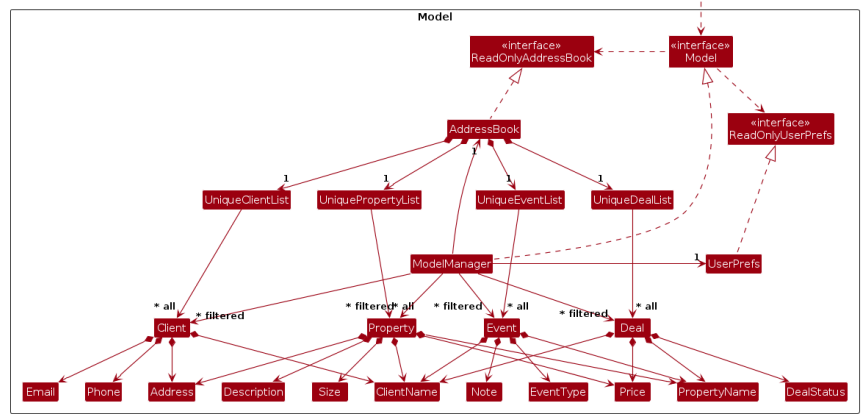 Model
«interface»
ReadOnlyAddressBook
«interface»
Model
AddressBook
«interface»
ReadOnlyUserPrefs
1
1
1
1
1
UniqueClientList
UniquePropertyList
UniqueEventList
UniqueDealList
ModelManager
1
UserPrefs
* all
* filtered
* filtered
* all
* filtered
* all
* filtered
* all
Client
Property
Event
Deal
Email
Phone
Address
Description
Size
ClientName
Note
EventType
Price
PropertyName
DealStatus